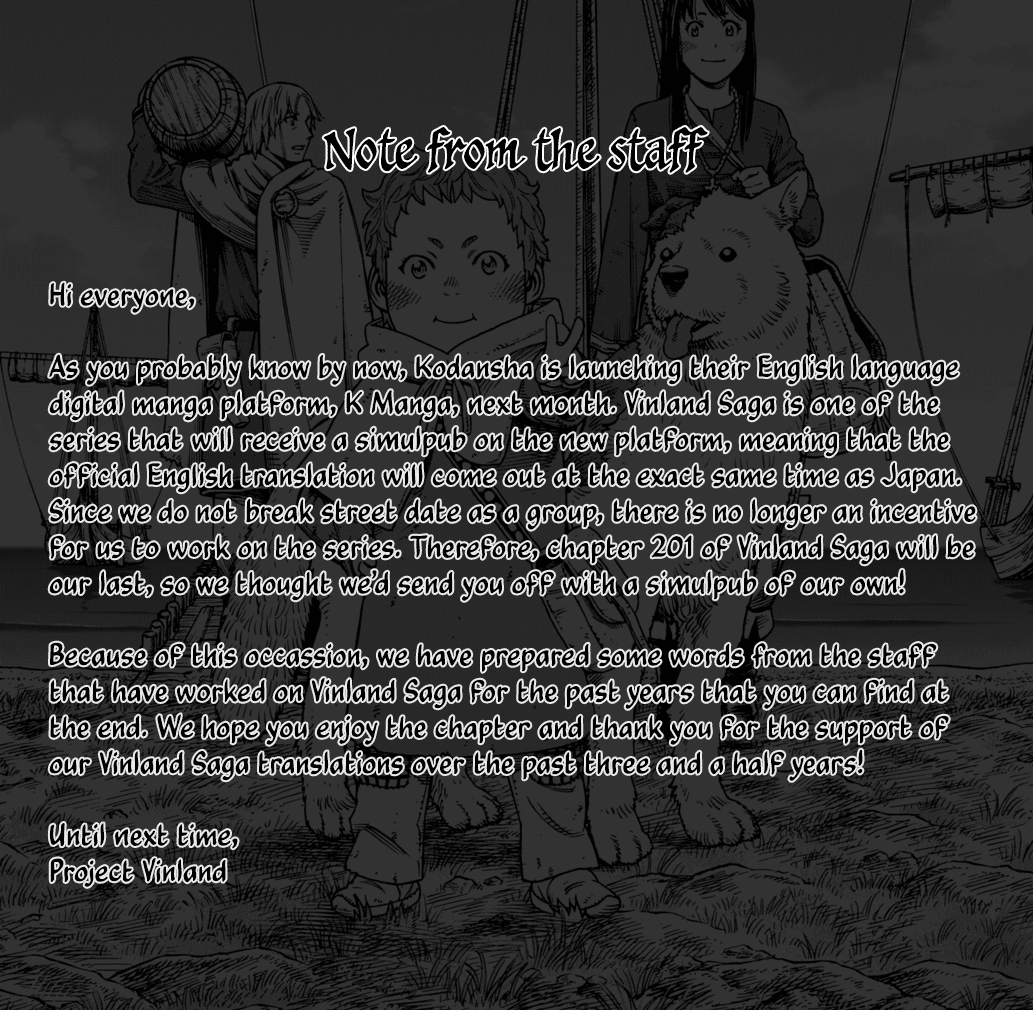 Note from the staff
Hi everyone,
As you probably know by now, Kodansha is launching their English language
digital manga platform, K Manga, next month. Vinland Saga is one of the
series that will receive a simulpub on the new platform, meaning that the
official English translation will come out at the exact same time as Japan.
Since we do not break street date as a group, there is no longer an incentive
for us to work on the series. Therefore, chapter 201 of Vinland Saga will be
our last, so we thought we'd send you off with a simulpub of our own!
Because of this occassion, we have prepared some words from the staff
that have worked on Vinland Saga for the past years that you can find at
the end. We hope you enjoy the chapter and thank you for the support of
our Vinland Saga translations over the past three and a half years!
Until next time,
Project Vinland